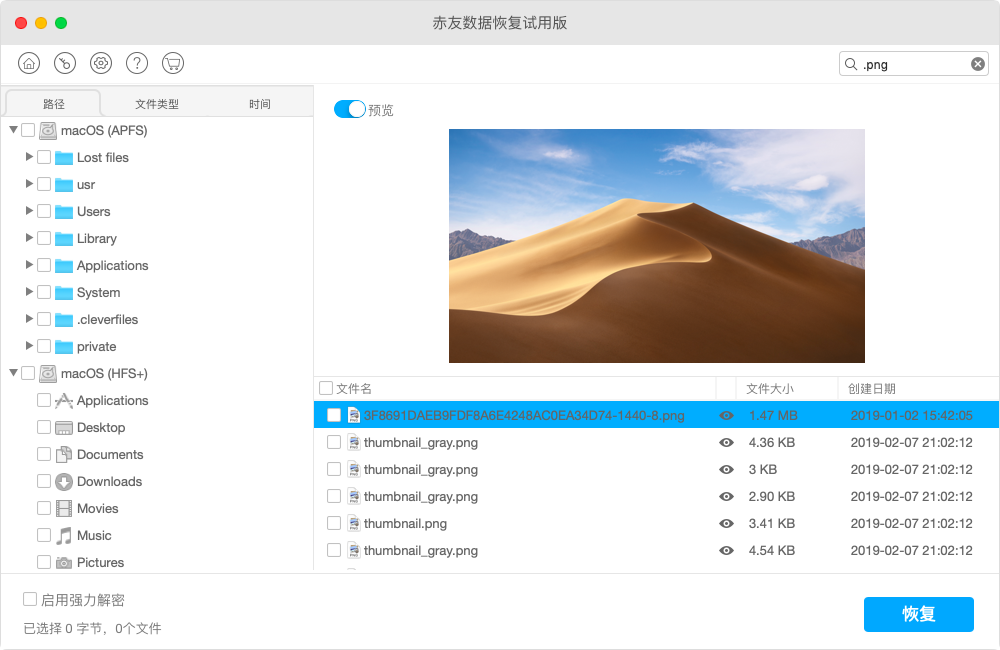 赤友数据恢复试用版
.png
路径 文件类型 时间
预览
macOS (APFS)
Lost files
usr
Users
Library
Applications
System
.cleverfiles
private
macOS (HFS+)
Applications
Desktop
Documents
Downloads
Movies
Music
Pictures
文件名 文件大小 创建日期
3F8691DAEB9FDF8A6E4248AC0EA34D74-1440-8.png 1.47 MB 2019-01-02 15:42:05
thumbnail_gray.png 4.36 KB 2019-02-07 21:02:12
thumbnail_gray.png 3 KB 2019-02-07 21:02:12
thumbnail_gray.png 2.90 KB 2019-02-07 21:02:12
thumbnail.png 3.41 KB 2019-02-07 21:02:12
thumbnail_gray.png 4.54 KB 2019-02-07 21:02:12
启用强力解密
已选择 0 字节，0个文件
恢复